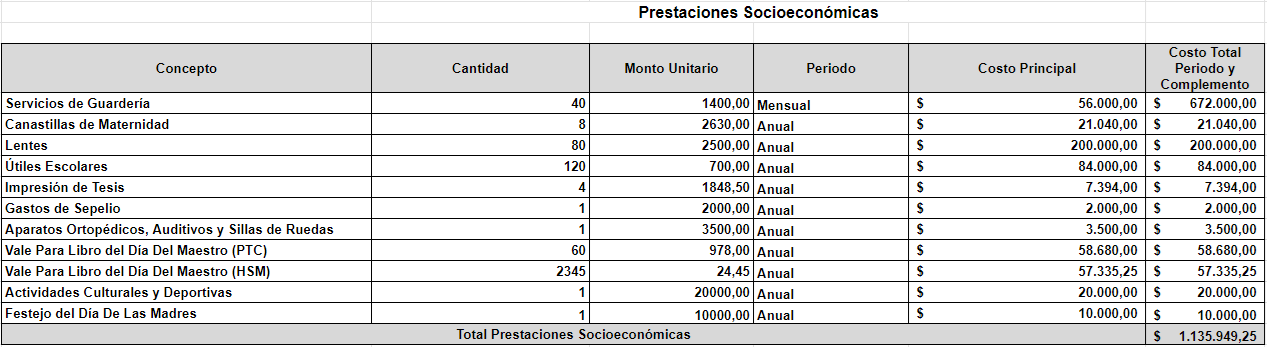 Prestaciones Socioeconómicas
Concepto Cantidad Monto Unitario Periodo Costo Principal Costo Total Periodo y Complemento
Servicios de Guardería 40 1400,00 Mensual $ 56.000,00 $ 672.000,00
Canastillas de Maternidad 8 2630,00 Anual $ 21.040,00 $ 21.040,00
Lentes 80 2500,00 Anual $ 200.000,00 $ 200.000,00
Útiles Escolares 120 700,00 Anual $ 84.000,00 $ 84.000,00
Impresión de Tesis 4 1848,50 Anual $ 7.394,00 $ 7.394,00
Gastos de Sepelio 1 2000,00 Anual $ 2.000,00 $ 2.000,00
Aparatos Ortopédicos, Auditivos y Sillas de Ruedas 1 3500,00 Anual $ 3.500,00 $ 3.500,00
Vale Para Libro del Día Del Maestro (PTC) 60 978,00 Anual $ 58.680,00 $ 58.680,00
Vale Para Libro del Día Del Maestro (HSM) 2345 24,45 Anual $ 57.335,25 $ 57.335,25
Actividades Culturales y Deportivas 1 20000,00 Anual $ 20.000,00 $ 20.000,00
Festejo del Día De Las Madres 1 10000,00 Anual $ 10.000,00 $ 10.000,00
Total Prestaciones Socioeconómicas $ 1.135.949,25